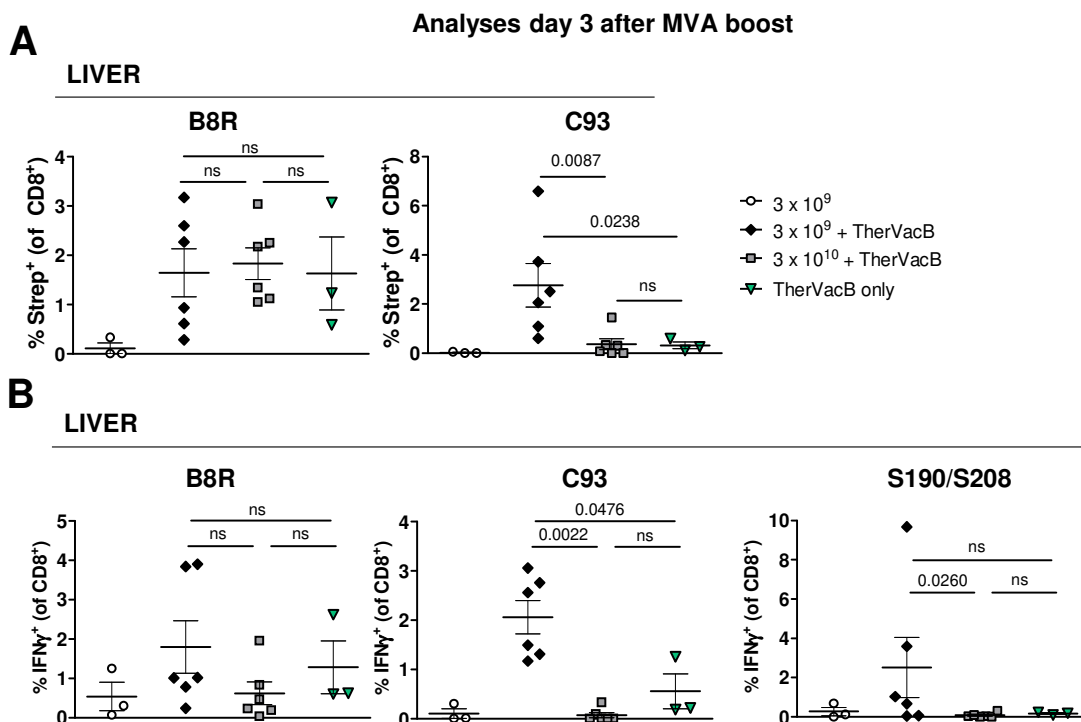 Analyses day 3 after MVA boost
A
LIVER
B8R
% Strep⁺ (of CD8⁺)
4
3
2
1
0
ns
ns
ns
C93
% Strep⁺ (of CD8⁺)
8
6
4
2
0
0.0087
0.0238
ns
3 x 10⁹
3 x 10⁹ + TherVacB
3 x 10¹⁰ + TherVacB
TherVacB only
B
LIVER
B8R
% IFNγ⁺ (of CD8⁺)
5
4
3
2
1
0
ns
ns
ns
C93
% IFNγ⁺ (of CD8⁺)
4
3
2
1
0
0.0476
0.0022
ns
S190/S208
% IFNγ⁺ (of CD8⁺)
10
8
6
4
2
0
ns
0.0260
ns